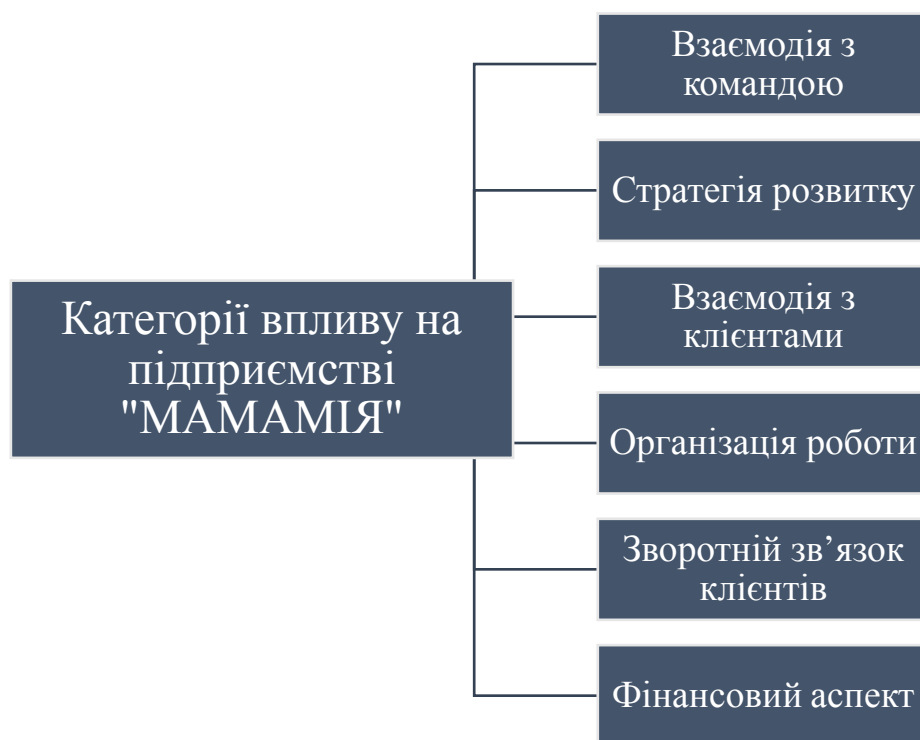 Взаємодія з
командою
Стратегія розвитку
Категорії впливу на
підприємстві
"МАМАМІЯ"
Взаємодія з
клієнтами
Організація роботи
Зворотній зв’язок
клієнтів
Фінансовий аспект